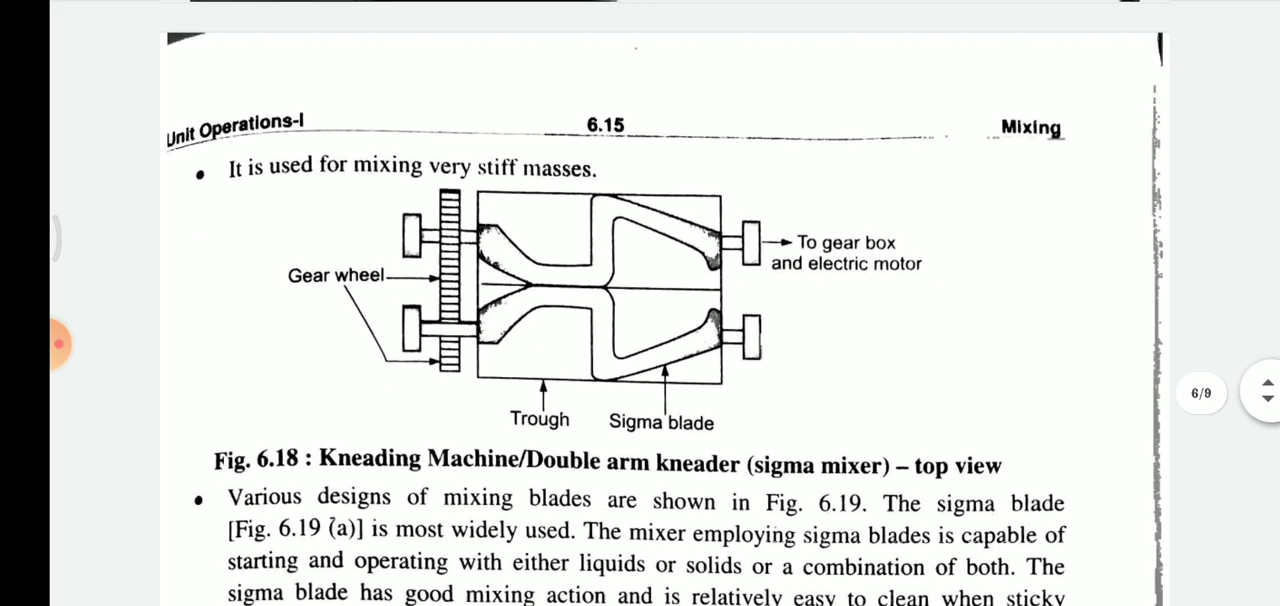 Unit Operations-I 6.15 Mixing
• It is used for mixing very stiff masses.
To gear box
and electric motor
Gear wheel
Trough Sigma blade
Fig. 6.18 : Kneading Machine/Double arm kneader (sigma mixer) – top view
• Various designs of mixing blades are shown in Fig. 6.19. The sigma blade
[Fig. 6.19 (a)] is most widely used. The mixer employing sigma blades is capable of
starting and operating with either liquids or solids or a combination of both. The
sigma blade has good mixing action and is relatively easy to clean when sticky
6/9